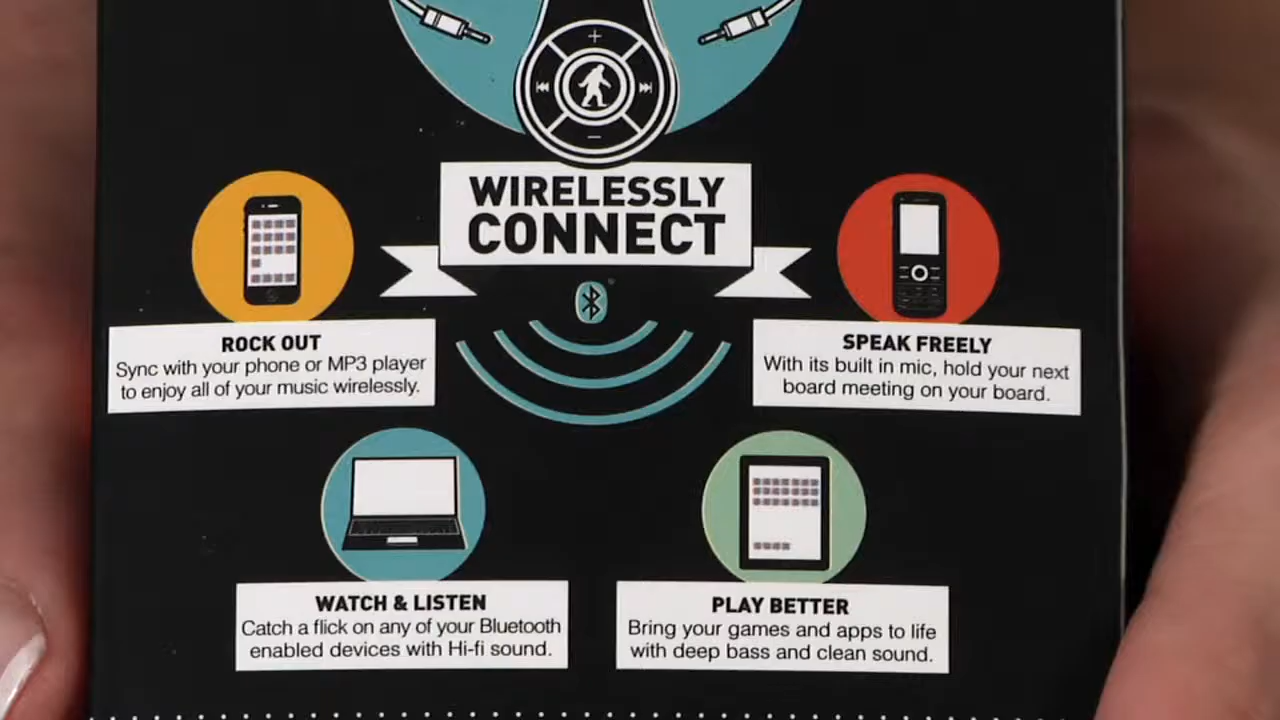 WIRELESSLY
CONNECT
ROCK OUT
Sync with your phone or MP3 player
to enjoy all of your music wirelessly.
SPEAK FREELY
With its built in mic, hold your next
board meeting on your board.
WATCH & LISTEN
Catch a flick on any of your Bluetooth
enabled devices with Hi-fi sound.
PLAY BETTER
Bring your games and apps to life
with deep bass and clean sound.